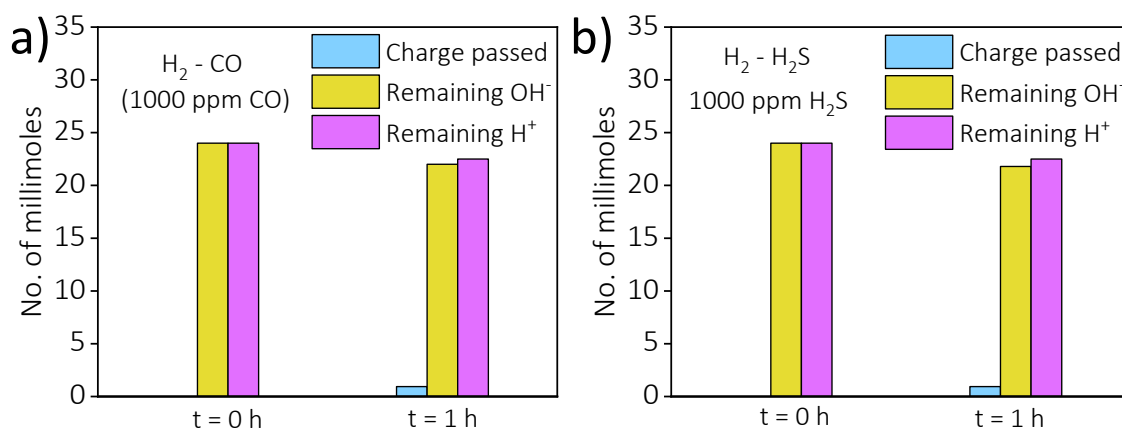 a)
H₂ - CO
(1000 ppm CO)
Charge passed
Remaining OH⁻
Remaining H⁺
No. of millimoles
35
30
25
20
15
10
5
0
t = 0 h
t = 1 h
b)
H₂ - H₂S
1000 ppm H₂S
Charge passed
Remaining OH⁻
Remaining H⁺
No. of millimoles
35
30
25
20
15
10
5
0
t = 0 h
t = 1 h